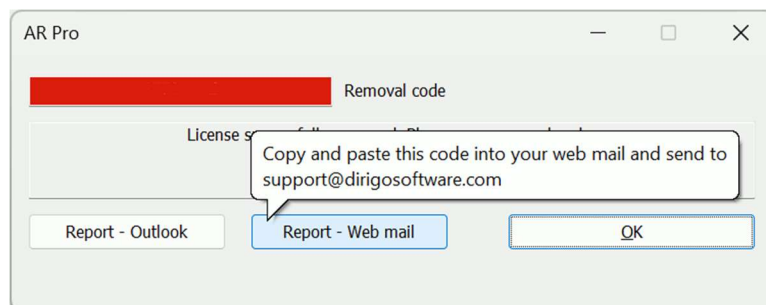 AR Pro
Removal code
License
Copy and paste this code into your web mail and send to
support@dirigosoftware.com
Report - Outlook
Report - Web mail
OK